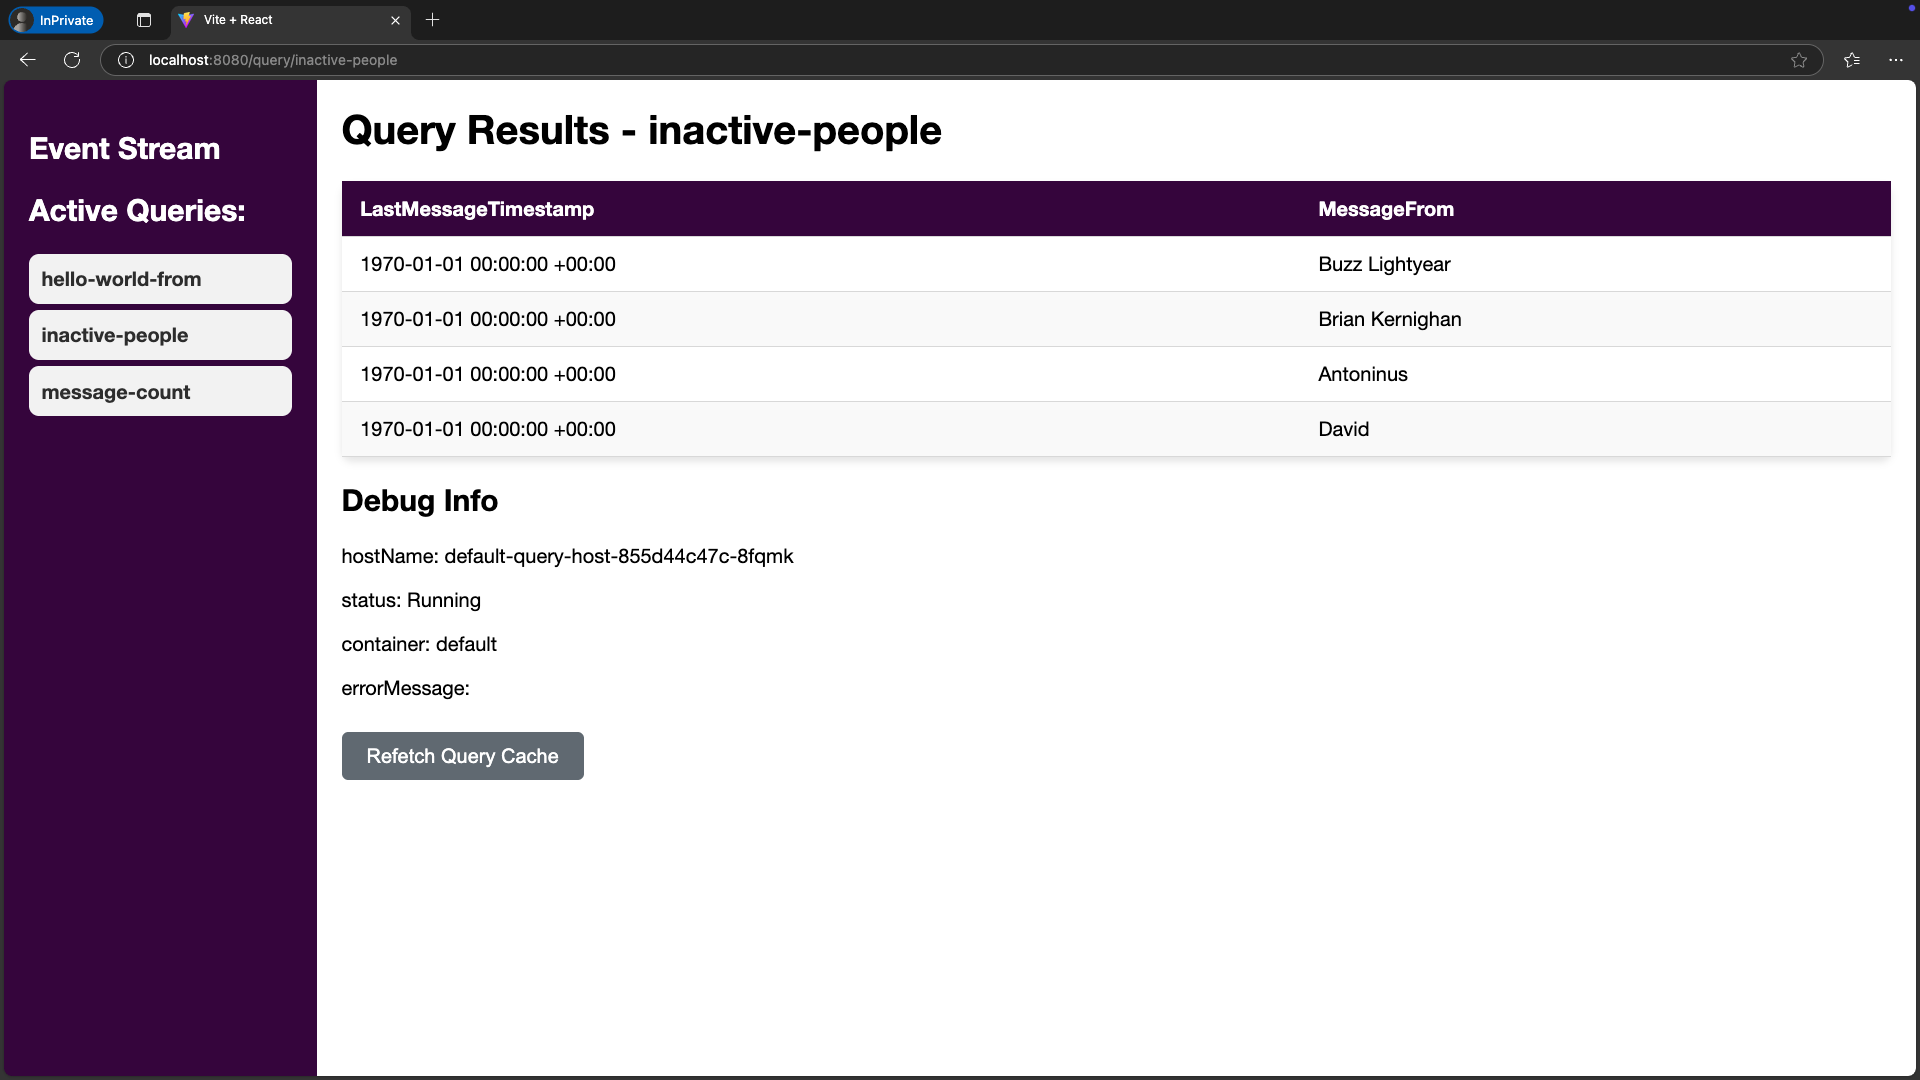 InPrivate
Vite + React
localhost:8080/query/inactive-people
Event Stream
Active Queries:
hello-world-from
inactive-people
message-count
Query Results - inactive-people
LastMessageTimestamp MessageFrom
1970-01-01 00:00:00 +00:00 Buzz Lightyear
1970-01-01 00:00:00 +00:00 Brian Kernighan
1970-01-01 00:00:00 +00:00 Antoninus
1970-01-01 00:00:00 +00:00 David
Debug Info
hostName: default-query-host-855d44c47c-8fqmk
status: Running
container: default
errorMessage:
Refetch Query Cache